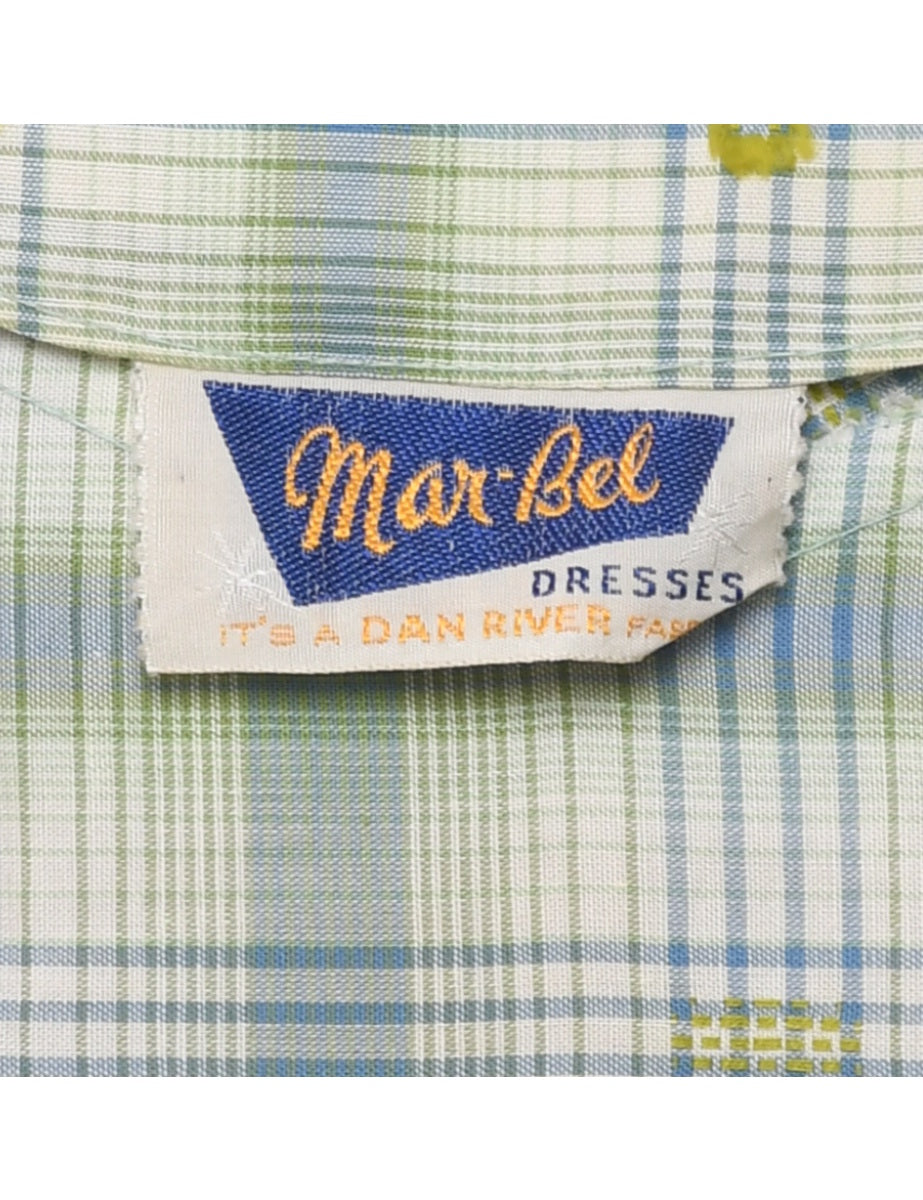 Mar-Bel
DRESSES
IT'S A DAN RIVER